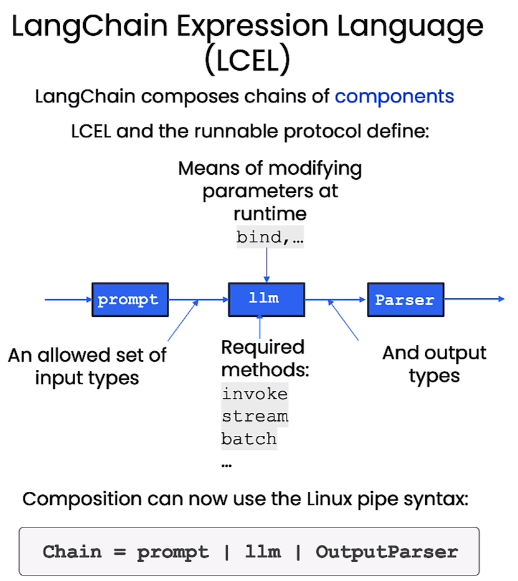 LangChain Expression Language
(LCEL)
LangChain composes chains of components
LCEL and the runnable protocol define:
Means of modifying
parameters at
runtime
bind,…
prompt
llm
Parser
An allowed set of
input types
Required
methods:
invoke
stream
batch
…
And output
types
Composition can now use the Linux pipe syntax:
Chain = prompt | llm | OutputParser